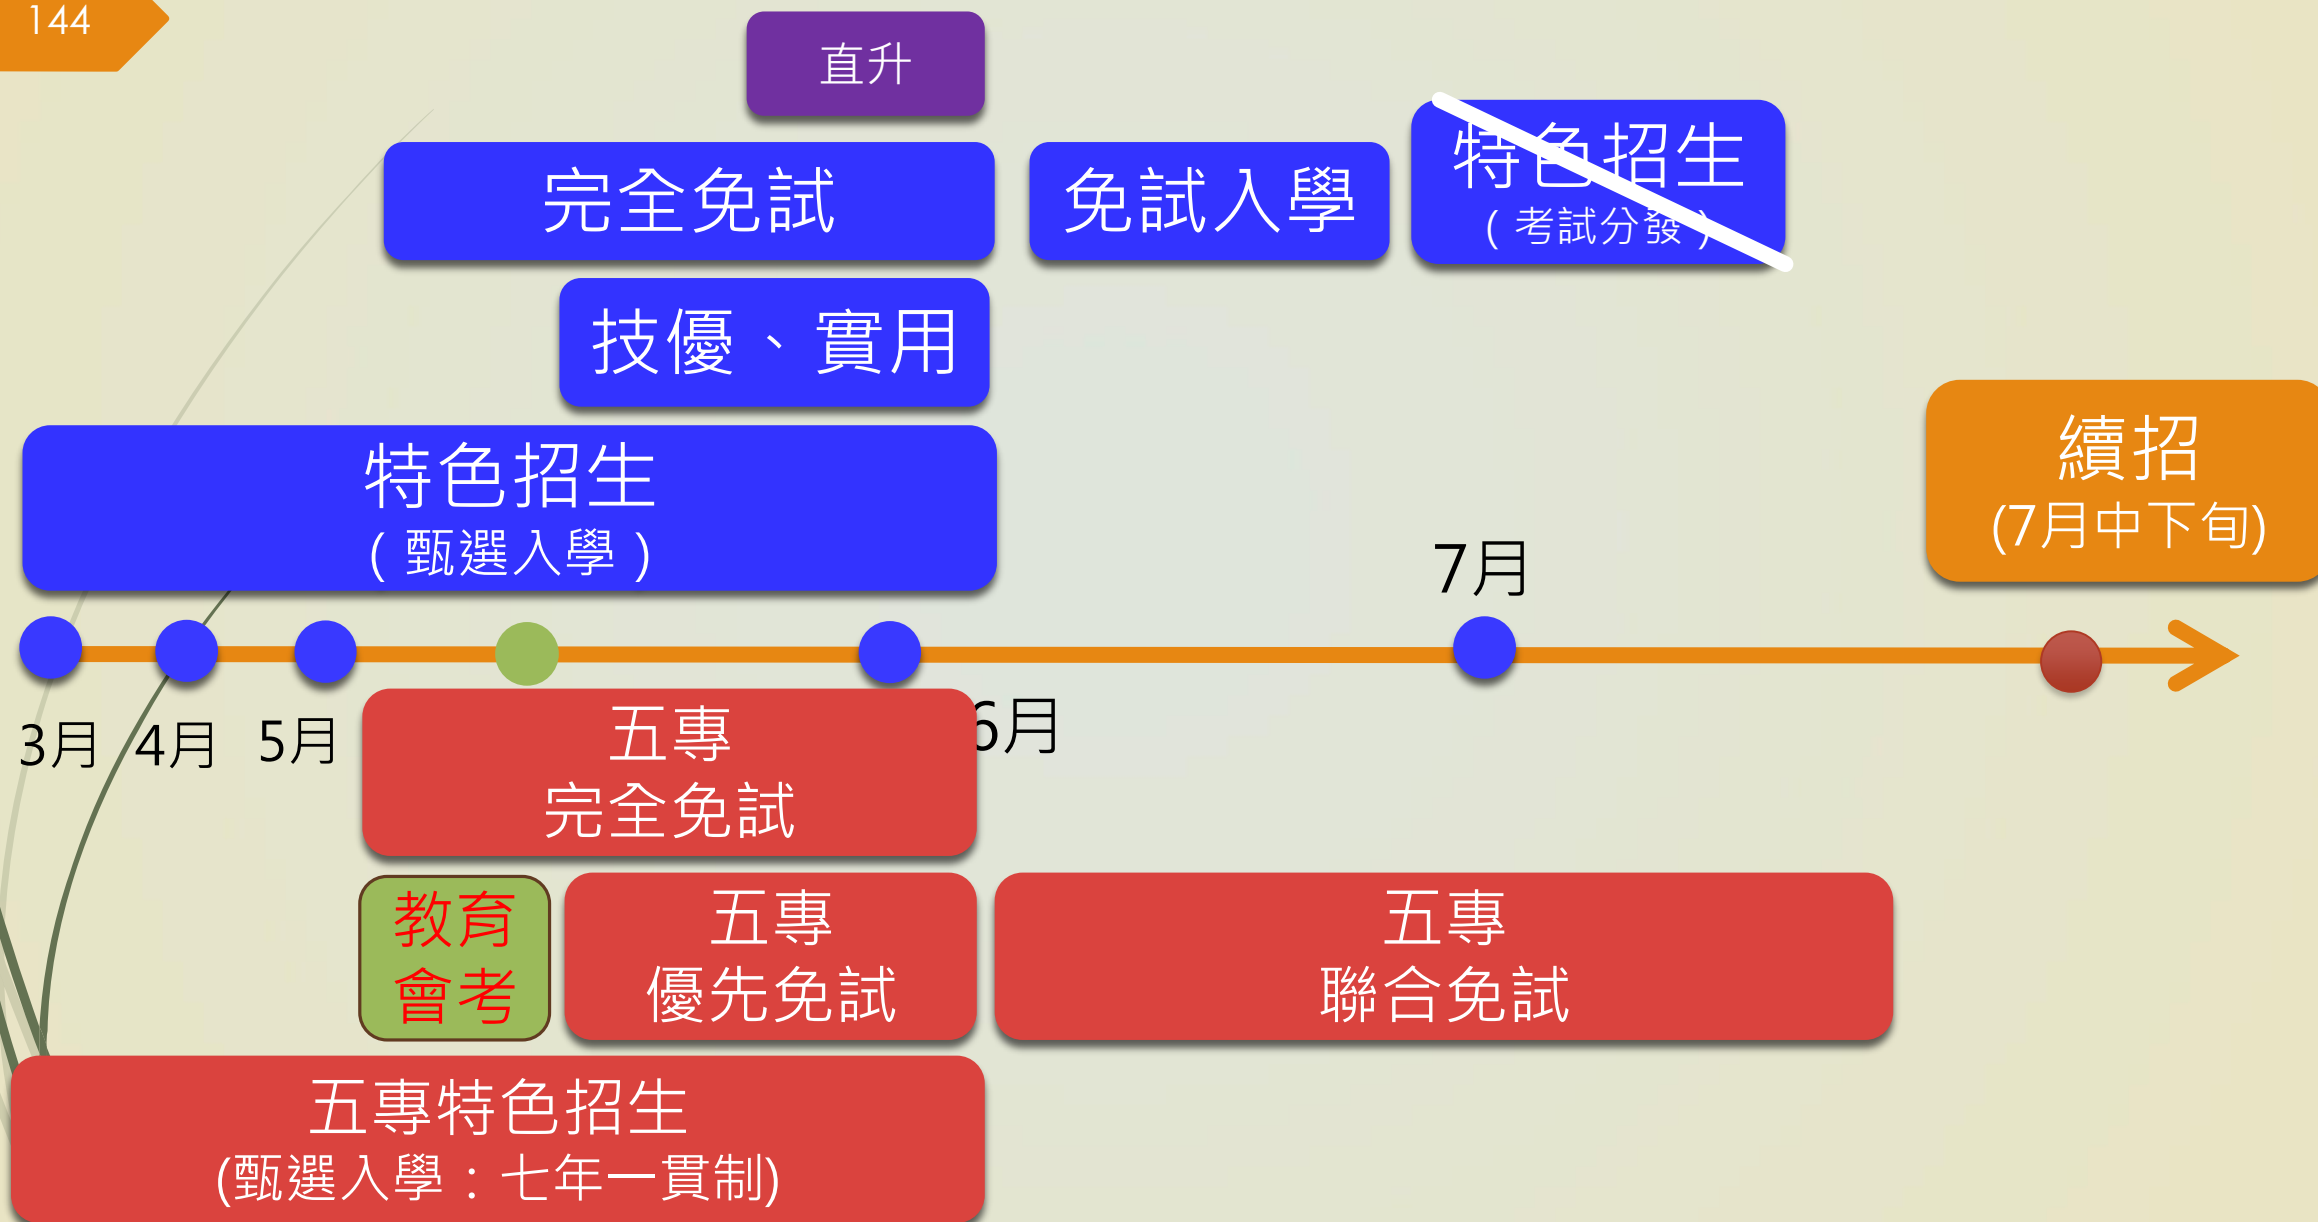 144
直升
完全免試
免試入學
特色招生
( 考試分發 )
技優、實用
特色招生
( 甄選入學 )
續招
(7月中下旬)
7月
3月
4月
5月
6月
五專
完全免試
教育
會考
五專
優先免試
五專
聯合免試
五專特色招生
(甄選入學：七年一貫制)